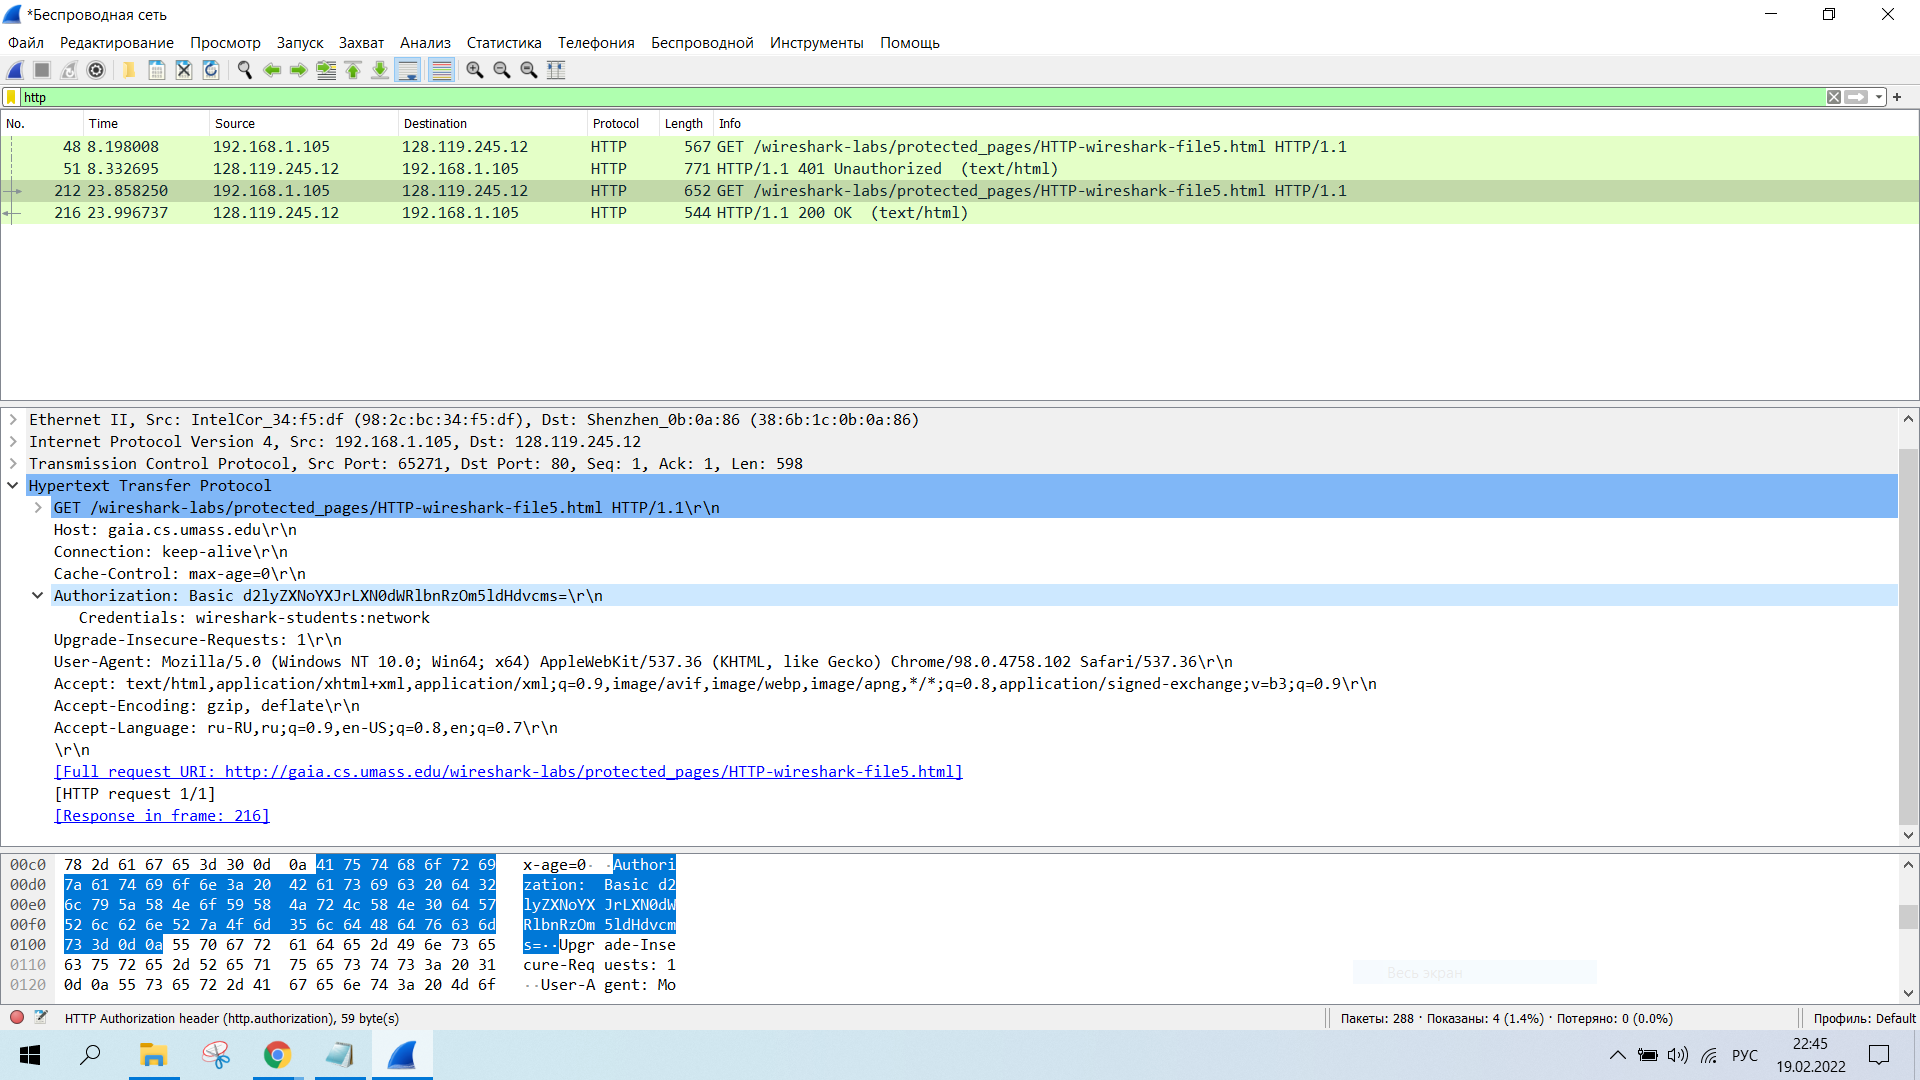 *Беспроводная сеть
Файл Редактирование Просмотр Запуск Захват Анализ Статистика Телефония Беспроводной Инструменты Помощь
http
No. Time Source Destination Protocol Length Info
48 8.198008 192.168.1.105 128.119.245.12 HTTP 567 GET /wireshark-labs/protected_pages/HTTP-wireshark-file5.html HTTP/1.1
51 8.332695 128.119.245.12 192.168.1.105 HTTP 771 HTTP/1.1 401 Unauthorized (text/html)
212 23.858250 192.168.1.105 128.119.245.12 HTTP 652 GET /wireshark-labs/protected_pages/HTTP-wireshark-file5.html HTTP/1.1
216 23.996737 128.119.245.12 192.168.1.105 HTTP 544 HTTP/1.1 200 OK (text/html)
Ethernet II, Src: IntelCor_34:f5:df (98:2c:bc:34:f5:df), Dst: Shenzhen_0b:0a:86 (38:6b:1c:0b:0a:86)
Internet Protocol Version 4, Src: 192.168.1.105, Dst: 128.119.245.12
Transmission Control Protocol, Src Port: 65271, Dst Port: 80, Seq: 1, Ack: 1, Len: 598
Hypertext Transfer Protocol
GET /wireshark-labs/protected_pages/HTTP-wireshark-file5.html HTTP/1.1\r\n
Host: gaia.cs.umass.edu\r\n
Connection: keep-alive\r\n
Cache-Control: max-age=0\r\n
Authorization: Basic d2lyZXNoYXJrLXN0dWRlbnRzOm5ldHdvcms=\r\n
Credentials: wireshark-students:network
Upgrade-Insecure-Requests: 1\r\n
User-Agent: Mozilla/5.0 (Windows NT 10.0; Win64; x64) AppleWebKit/537.36 (KHTML, like Gecko) Chrome/98.0.4758.102 Safari/537.36\r\n
Accept: text/html,application/xhtml+xml,application/xml;q=0.9,image/avif,image/webp,image/apng,*/*;q=0.8,application/signed-exchange;v=b3;q=0.9\r\n
Accept-Encoding: gzip, deflate\r\n
Accept-Language: ru-RU,ru;q=0.9,en-US;q=0.8,en;q=0.7\r\n
\r\n
[Full request URI: http://gaia.cs.umass.edu/wireshark-labs/protected_pages/HTTP-wireshark-file5.html]
[HTTP request 1/1]
[Response in frame: 216]
00c0 78 2d 61 67 65 3d 30 0d 0a 41 75 74 68 6f 72 69 x-age=0· ·Authori
00d0 7a 61 74 69 6f 6e 3a 20 42 61 73 69 63 20 64 32 zation: Basic d2
00e0 6c 79 5a 58 4e 6f 59 58 4a 72 4c 58 4e 30 64 57 lyZXNoYX JrLXN0dW
00f0 52 6c 62 6e 52 7a 4f 6d 35 6c 64 48 64 76 63 6d RlbnRzOm 5ldHdvcm
0100 73 3d 0d 0a 55 70 67 72 61 64 65 2d 49 6e 73 65 s=··Upgr ade-Inse
0110 63 75 72 65 2d 52 65 71 75 65 73 74 73 3a 20 31 cure-Req uests: 1
0120 0d 0a 55 73 65 72 2d 41 67 65 6e 74 3a 20 4d 6f ··User-A gent: Mo
Весь экран
HTTP Authorization header (http.authorization), 59 byte(s)
Пакеты: 288 · Показаны: 4 (1.4%) · Потеряно: 0 (0.0%)
Профиль: Default
РУС
22:45
19.02.2022